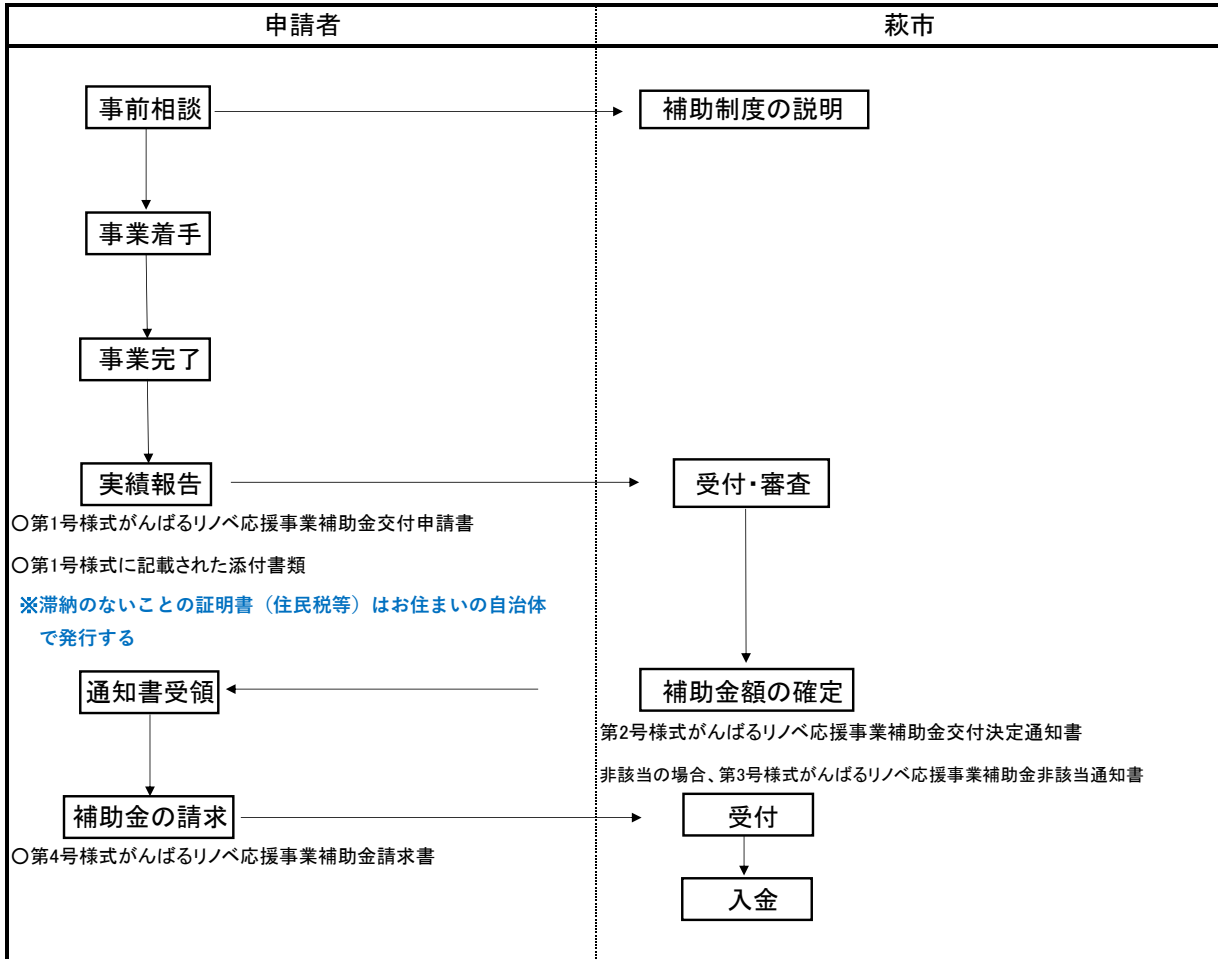 申請者
萩市
事前相談
補助制度の説明
事業着手
事業完了
実績報告
受付・審査
〇第1号様式がんばるリノベ応援事業補助金交付申請書
〇第1号様式に記載された添付書類
※滞納のないことの証明書（住民税等）はお住まいの自治体
で発行する
通知書受領
補助金額の確定
第2号様式がんばるリノベ応援事業補助金交付決定通知書
非該当の場合、第3号様式がんばるリノベ応援事業補助金非該当通知書
補助金の請求
受付
〇第4号様式がんばるリノベ応援事業補助金請求書
入金